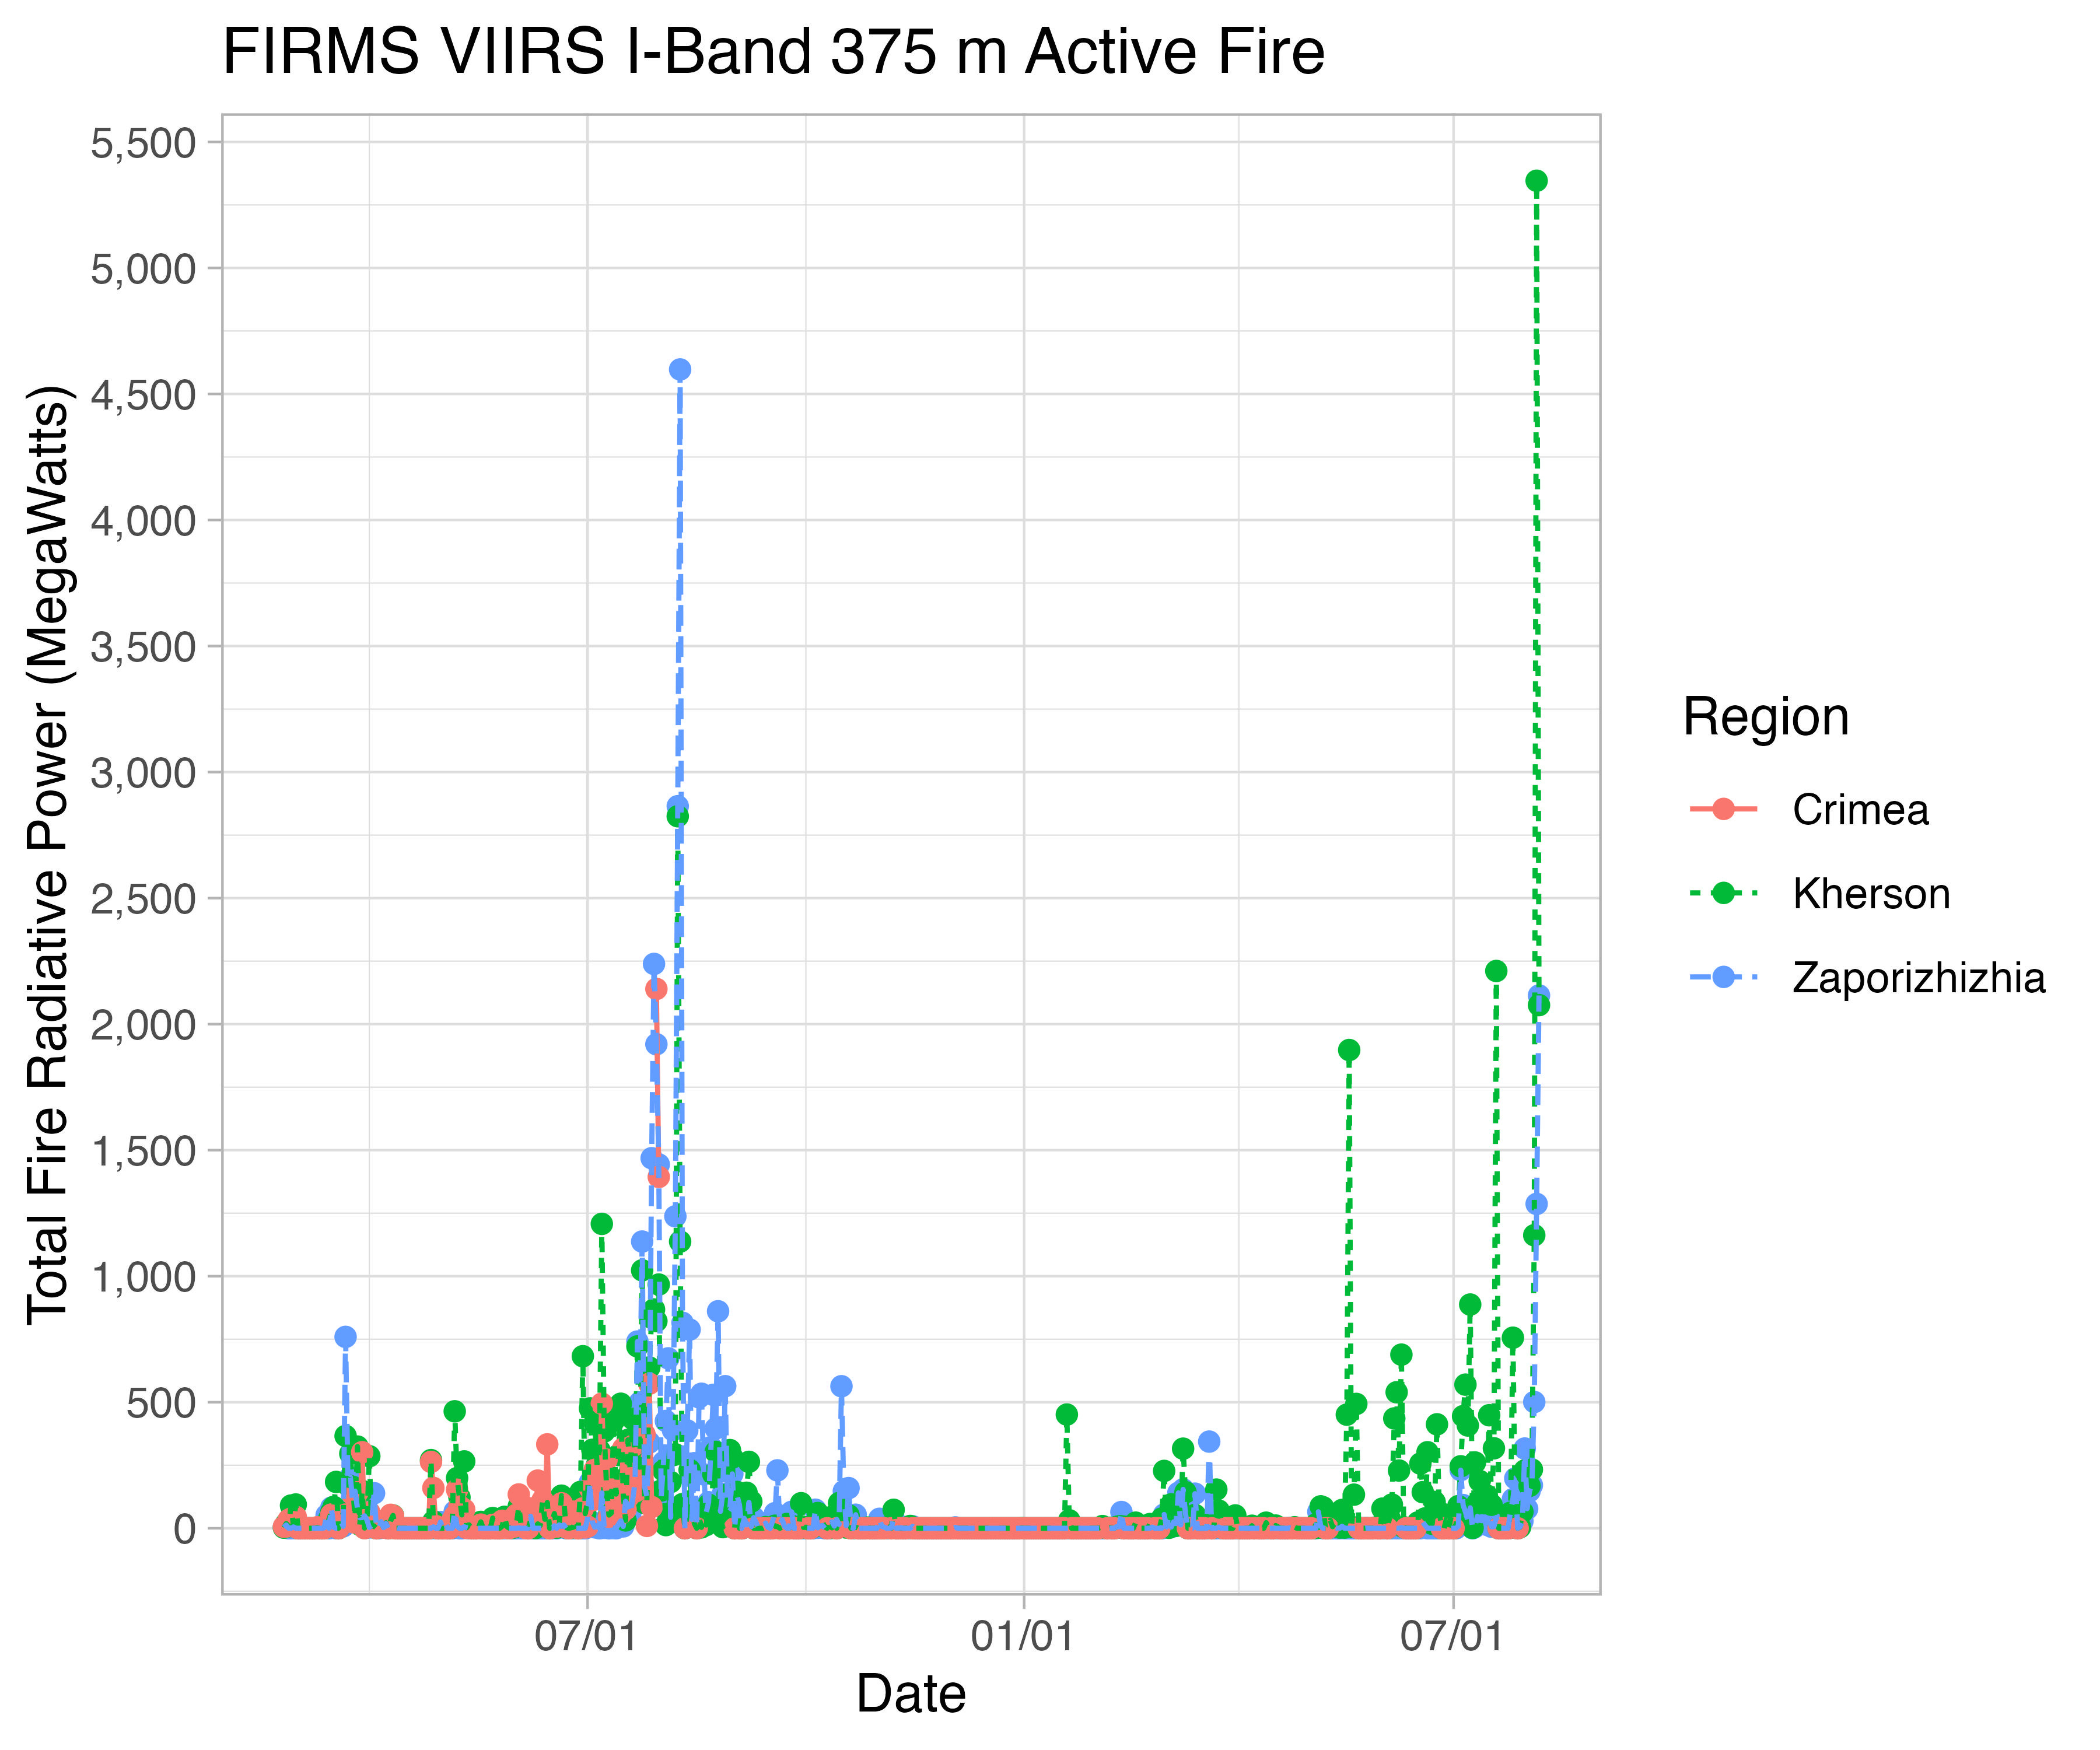 FIRMS VIIRS I-Band 375 m Active Fire
Total Fire Radiative Power (MegaWatts)
5,500
5,000
4,500
4,000
3,500
3,000
2,500
2,000
1,500
1,000
500
0
07/01 01/01 07/01
Date
Region
Crimea
Kherson
Zaporizhizhia